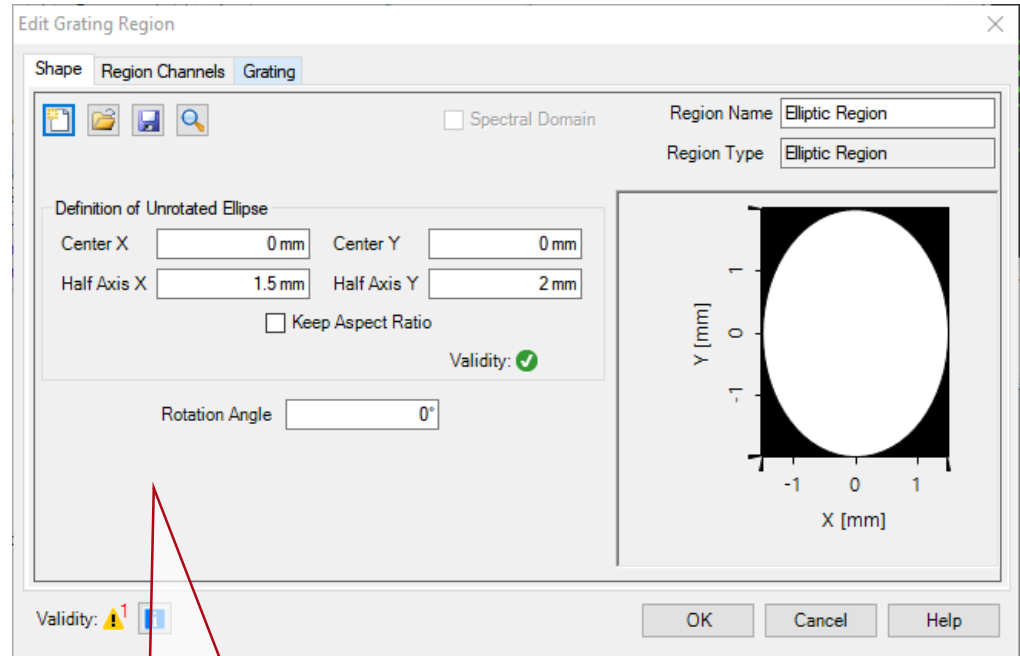 Edit Grating Region
Shape Region Channels Grating
Spectral Domain
Region Name Elliptic Region
Region Type Elliptic Region
Definition of Unrotated Ellipse
Center X 0 mm Center Y 0 mm
Half Axis X 1.5 mm Half Axis Y 2 mm
Keep Aspect Ratio
Validity:
Rotation Angle 0°
Y [mm]
1
0
-1
-1 0 1
X [mm]
Validity: 1
OK Cancel Help